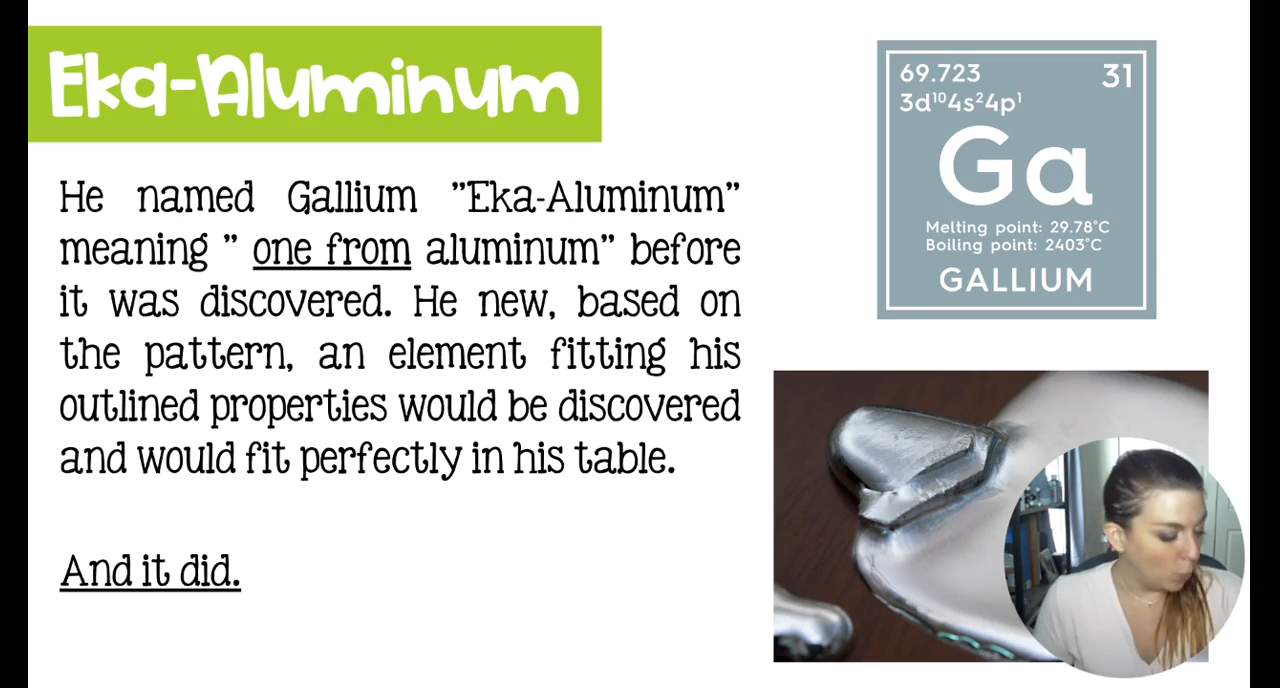 Eka-Aluminum
He named Gallium ”Eka-Aluminum”
meaning ” one from aluminum” before
it was discovered. He new, based on
the pattern, an element fitting his
outlined properties would be discovered
and would fit perfectly in his table.
And it did.
69.723 31
3d¹⁰4s²4p¹
Ga
Melting point: 29.78°C
Boiling point: 2403°C
GALLIUM